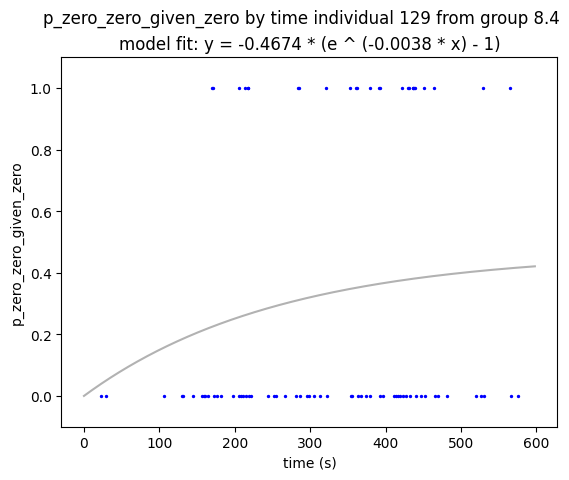 p_zero_zero_given_zero by time individual 129 from group 8.4
model fit: y = -0.4674 * (e ^ (-0.0038 * x) - 1)
1.0
0.8
0.6
0.4
0.2
0.0
p_zero_zero_given_zero
0 100 200 300 400 500 600
time (s)